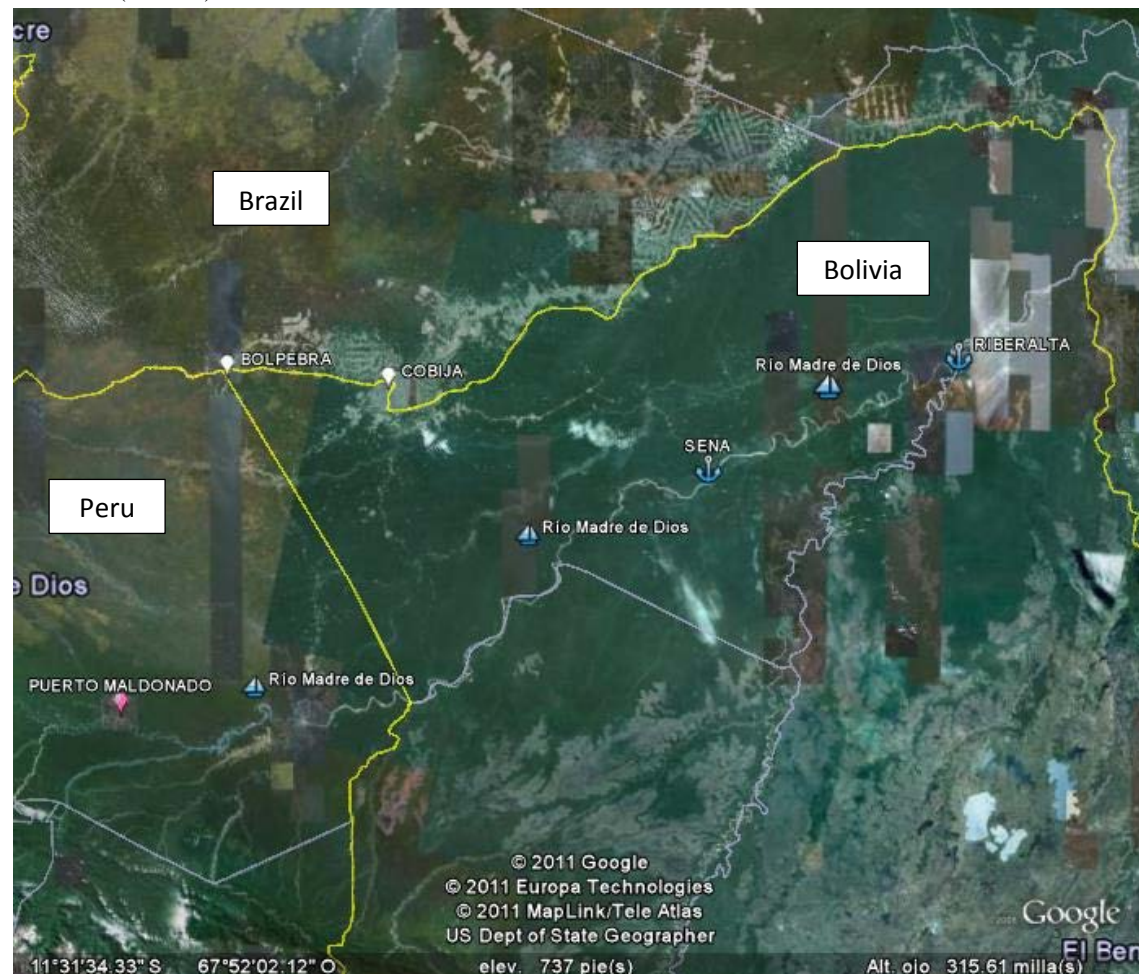 cre
Brazil
Bolivia
BOLPEBRA
COBIJA
Río Madre de Dios
RIBERALTA
SENA
Peru
Río Madre de Dios
e Dios
PUERTO MALDONADO
Río Madre de Dios
© 2011 Google
© 2011 Europa Technologies
© 2011 MapLink/Tele Atlas
US Dept of State Geographer
Google
El Ben
11°31'34.33" S 67°52'02.12" O elev. 737 pie(s) Alt. ojo 315.61 milla(s)